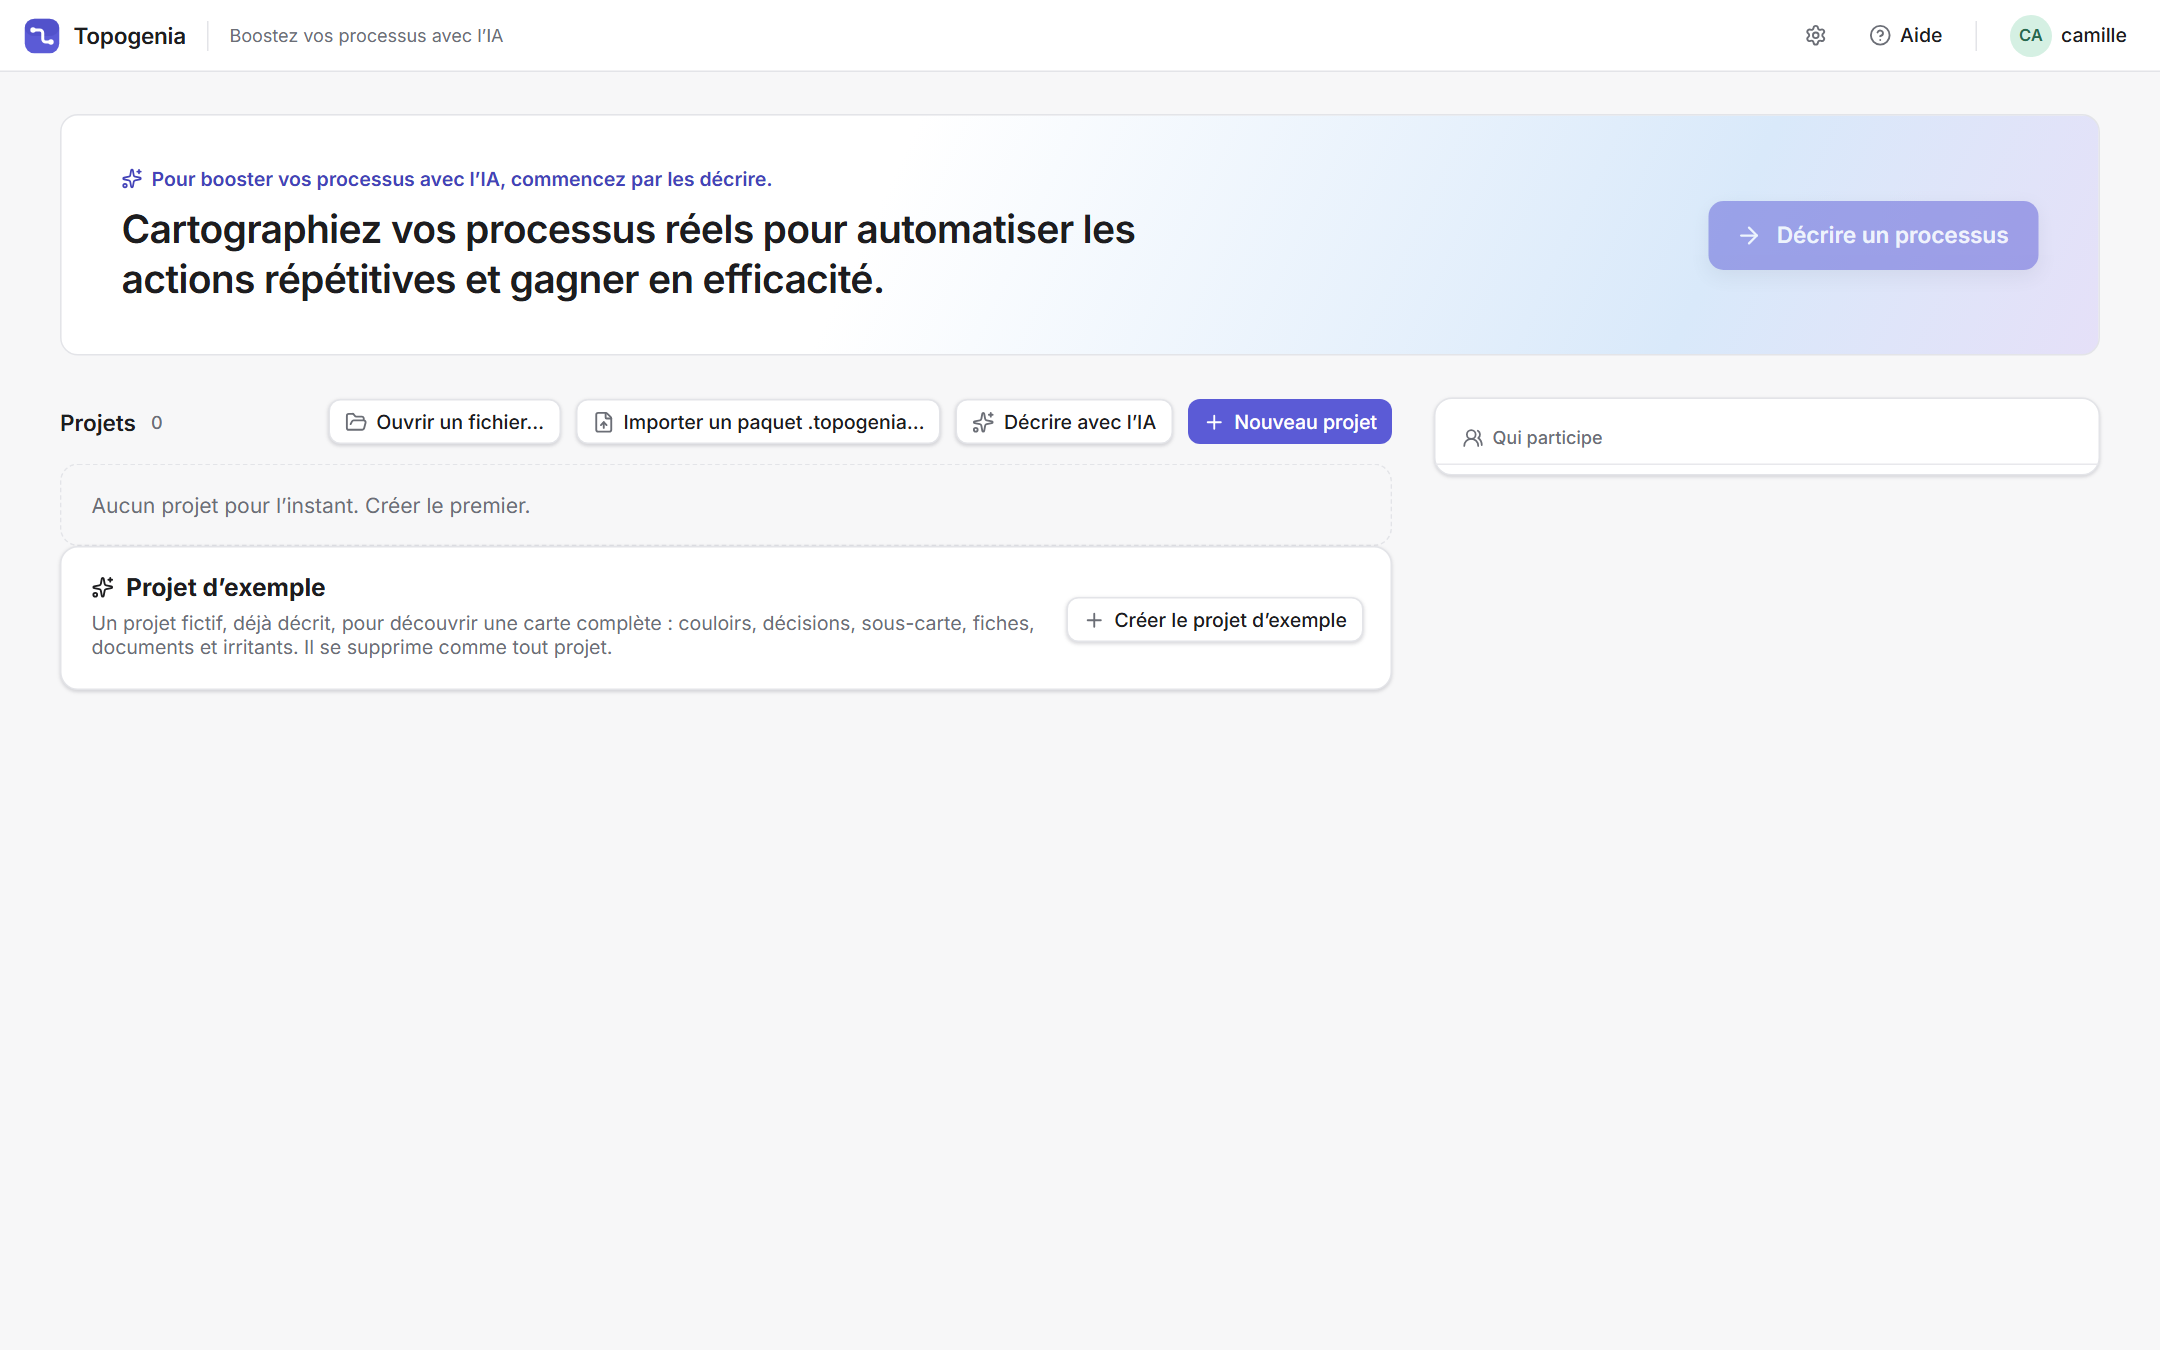 Topogenia
Boostez vos processus avec l’IA
Aide
CA
camille
Pour booster vos processus avec l’IA, commencez par les décrire.
Cartographiez vos processus réels pour automatiser les
actions répétitives et gagner en efficacité.
Décrire un processus
Projets 0
Ouvrir un fichier…
Importer un paquet .topogenia…
Décrire avec l’IA
Nouveau projet
Qui participe
Aucun projet pour l’instant. Créer le premier.
Projet d’exemple
Un projet fictif, déjà décrit, pour découvrir une carte complète : couloirs, décisions, sous-carte, fiches,
documents et irritants. Il se supprime comme tout projet.
Créer le projet d’exemple